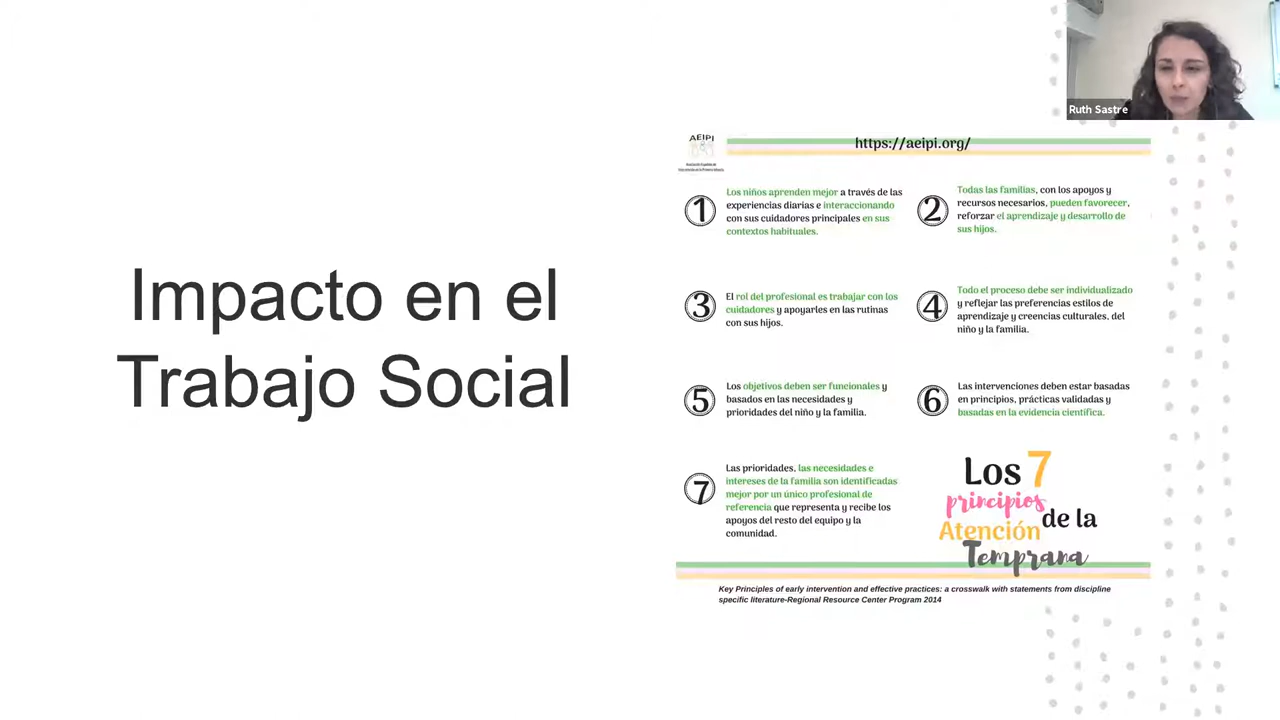 Ruth Sastre
Impacto en el
Trabajo Social
AEIPI
https://aeipi.org/
1
Los niños aprenden mejor a través de las
experiencias diarias e interaccionando
con sus cuidadores principales en sus
contextos habituales.
2
Todas las familias, con los apoyos y
recursos necesarios, pueden favorecer,
reforzar el aprendizaje y desarrollo de
sus hijos.
3
El rol del profesional es trabajar con los
cuidadores y apoyarles en las rutinas
con sus hijos.
4
Todo el proceso debe ser individualizado
y reflejar las preferencias estilos de
aprendizaje y creencias culturales, del
niño y la familia.
5
Los objetivos deben ser funcionales y
basados en las necesidades y
prioridades del niño y la familia.
6
Las intervenciones deben estar basadas
en principios, prácticas validadas y
basadas en la evidencia científica.
7
Las prioridades, las necesidades e
intereses de la familia son identificadas
mejor por un único profesional de
referencia que representa y recibe los
apoyos del resto del equipo y la
comunidad.
Los 7
principios
de la
Atención
Temprana
Key Principles of early intervention and effective practices: a crosswalk with statements from discipline
specific literature-Regional Resource Center Program 2014